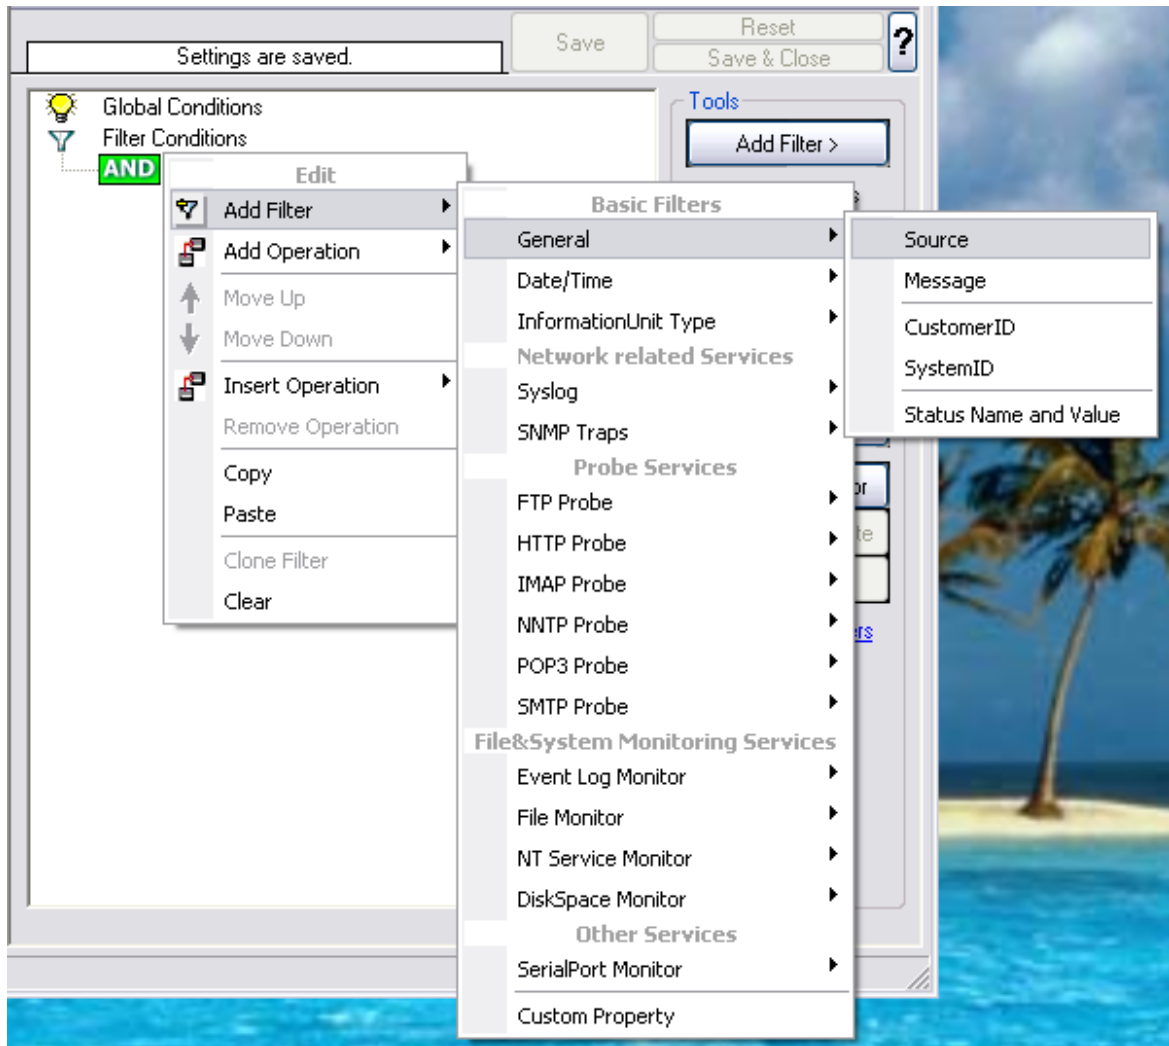 Save
Reset
Save & Close
?
Settings are saved.
Global Conditions
Filter Conditions
AND
Tools
Add Filter >
Edit
Add Filter
Add Operation
Move Up
Move Down
Insert Operation
Remove Operation
Copy
Paste
Clone Filter
Clear
Basic Filters
General
Date/Time
InformationUnit Type
Network related Services
Syslog
SNMP Traps
Probe Services
FTP Probe
HTTP Probe
IMAP Probe
NNTP Probe
POP3 Probe
SMTP Probe
File&System Monitoring Services
Event Log Monitor
File Monitor
NT Service Monitor
DiskSpace Monitor
Other Services
SerialPort Monitor
Custom Property
Source
Message
CustomerID
SystemID
Status Name and Value